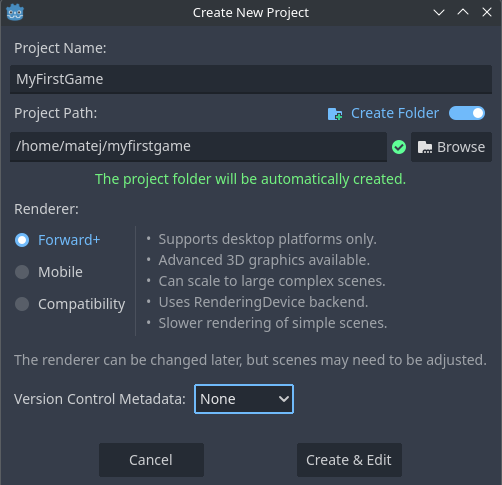 Create New Project
Project Name:
MyFirstGame
Project Path:
Create Folder
/home/matej/myfirstgame
Browse
The project folder will be automatically created.
Renderer:
Forward+
Mobile
Compatibility
• Supports desktop platforms only.
• Advanced 3D graphics available.
• Can scale to large complex scenes.
• Uses RenderingDevice backend.
• Slower rendering of simple scenes.
The renderer can be changed later, but scenes may need to be adjusted.
Version Control Metadata: None
Cancel
Create & Edit